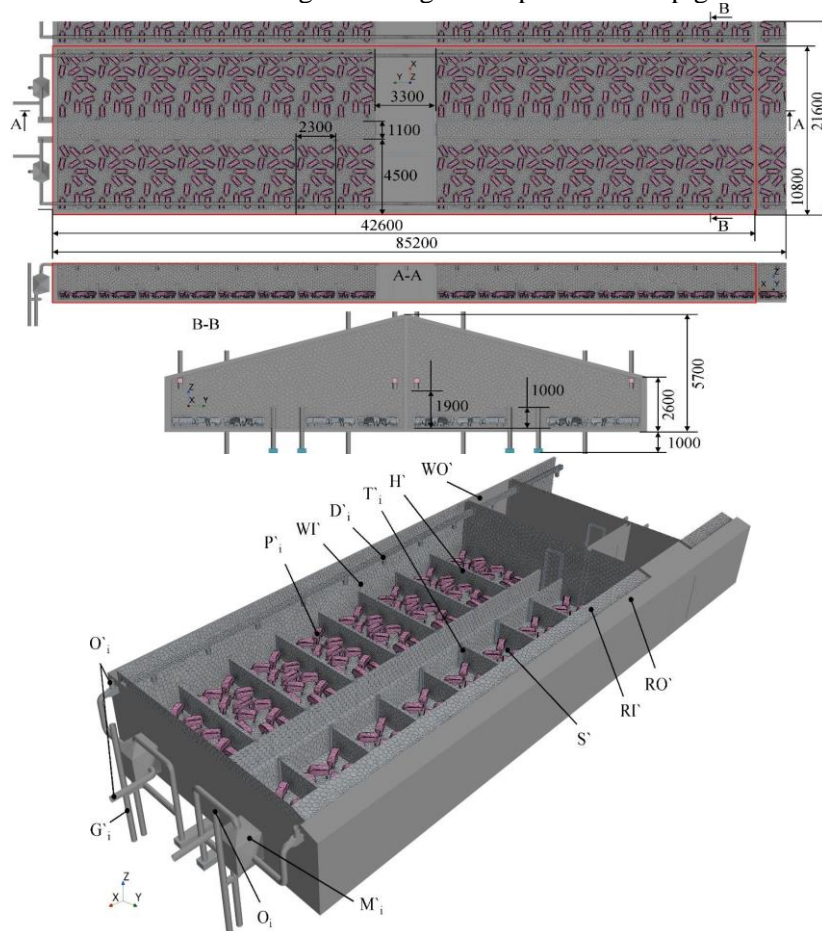 B
X
Y Z
3300
A
A
2300
1100
4500
10800
21600
B
42600
85200
A-A
Z
X Y
B-B
Z
X Y
1900
1000
2600
5700
1000
WO`
H`
T`i
D`i
WI`
P`i
O`i
RO`
RI`
S`
G`i
Z
X Y
Oi
M`i